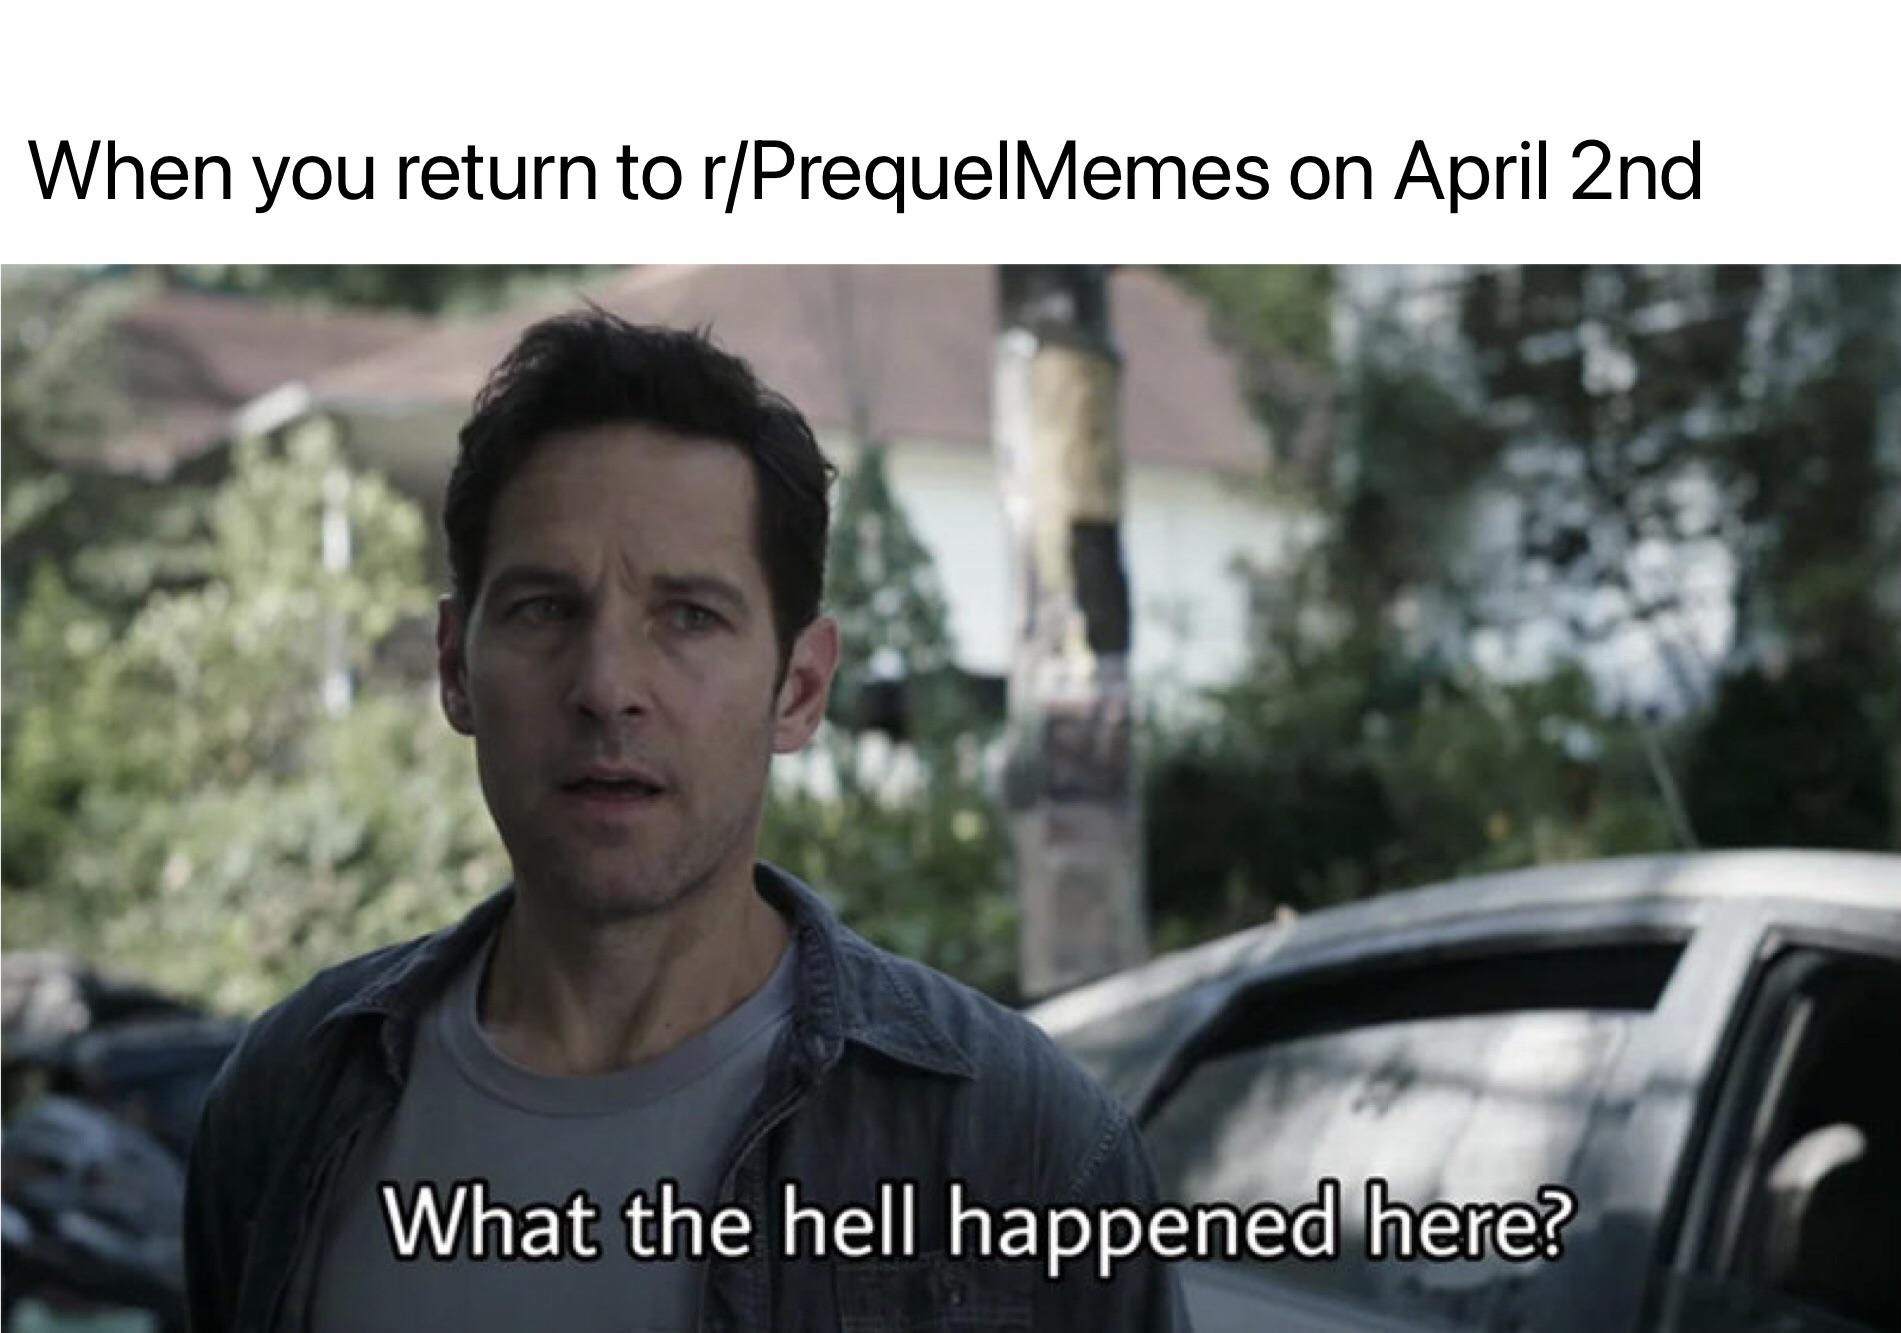 When you return to r/PrequelMemes on April 2nd
What the hell happened here?